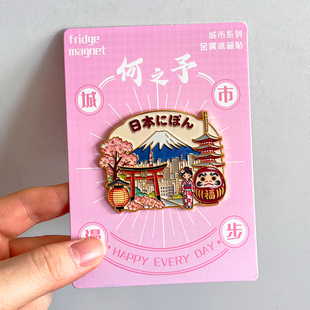 fridge
magnet
城市系列
金属冰箱贴
何之予
城
市
日本にほん
福
漫
步
HAPPY EVERY DAY